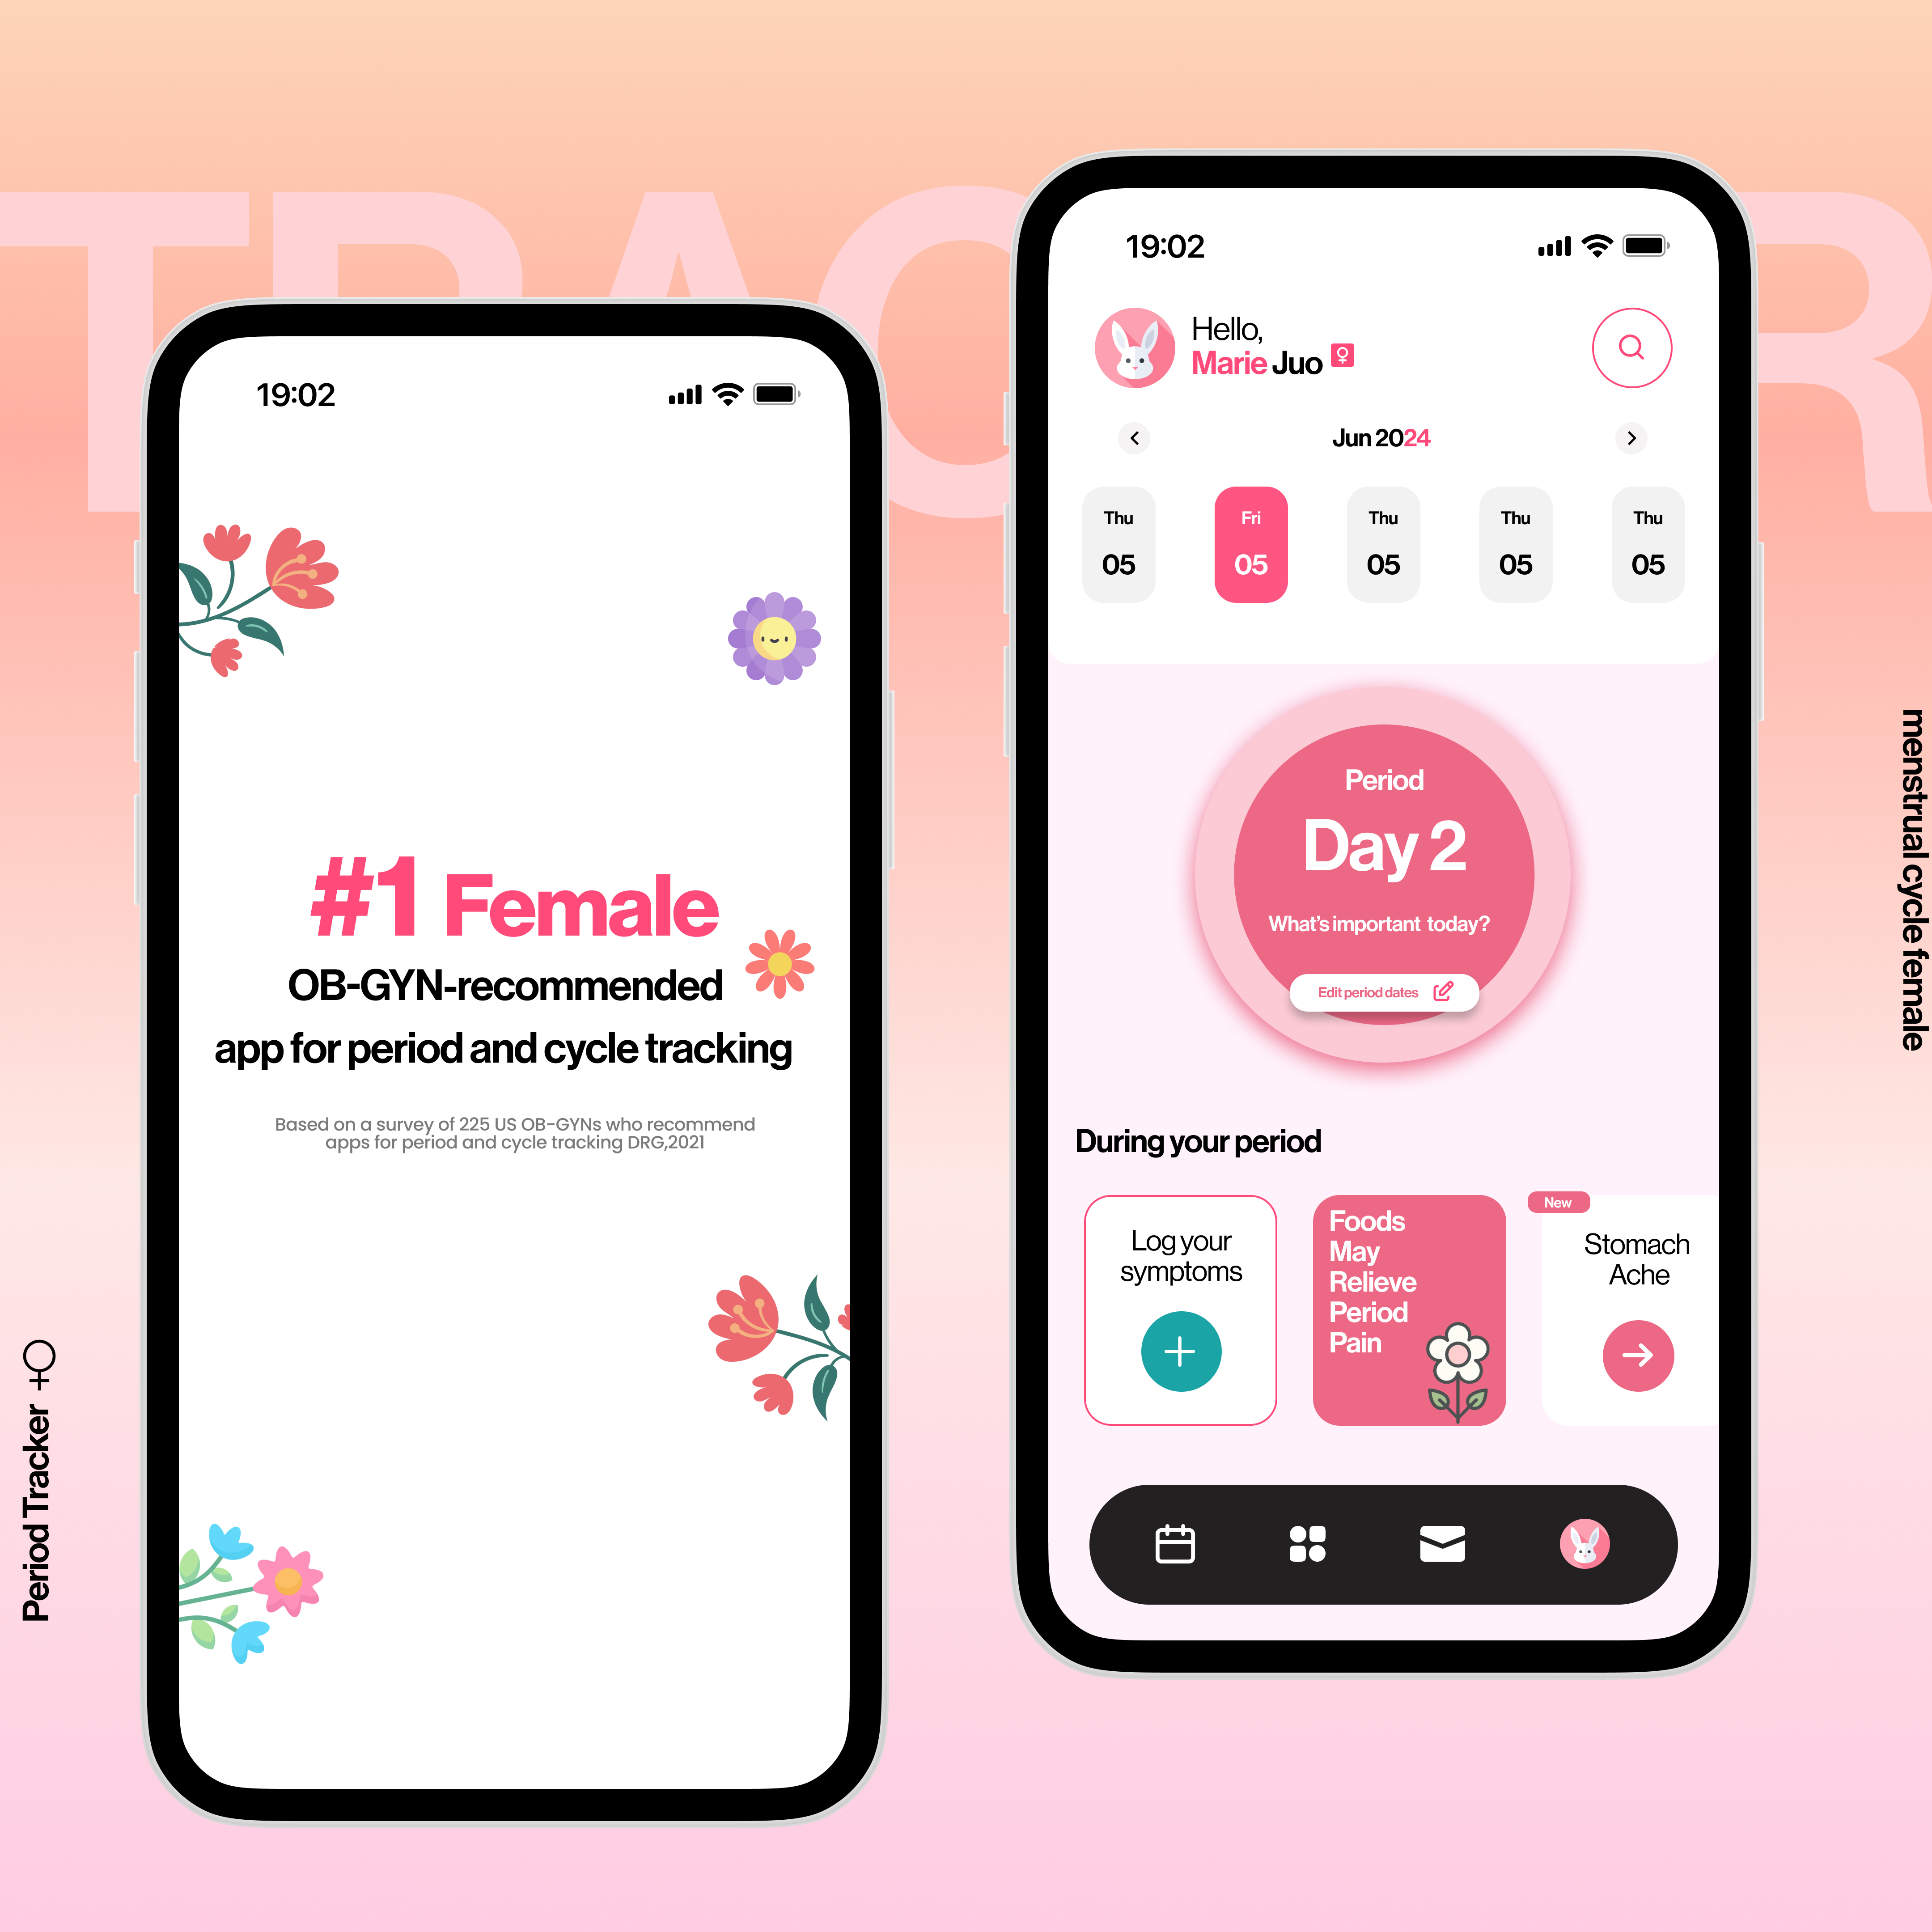 TRAC R
19:02
#1 Female
OB-GYN-recommended
app for period and cycle tracking
Based on a survey of 225 US OB-GYNs who recommend
apps for period and cycle tracking DRG,2021
Period Tracker
19:02
Hello,
Marie Juo
Jun 2024
Thu Fri Thu Thu Thu
05 05 05 05 05
Period
Day 2
What's important today?
Edit period dates
During your period
Log your
symptoms
Foods
May
Relieve
Period
Pain
New
Stomach
Ache
menstrual cycle female